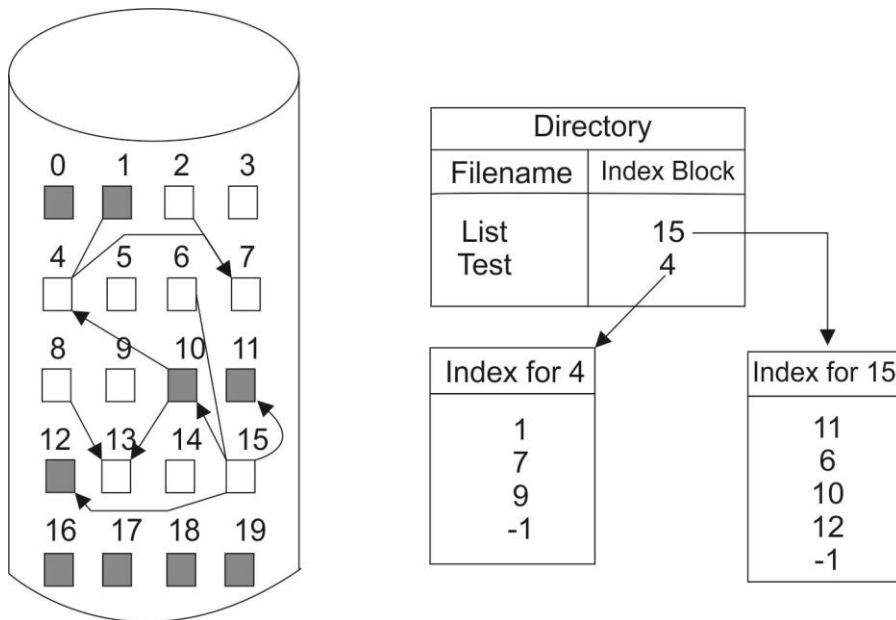 0 1 2 3
4 5 6 7
8 9 10 11
12 13 14 15
16 17 18 19
Directory
Filename Index Block
List 15
Test 4
Index for 4
1
7
9
-1
Index for 15
11
6
10
12
-1